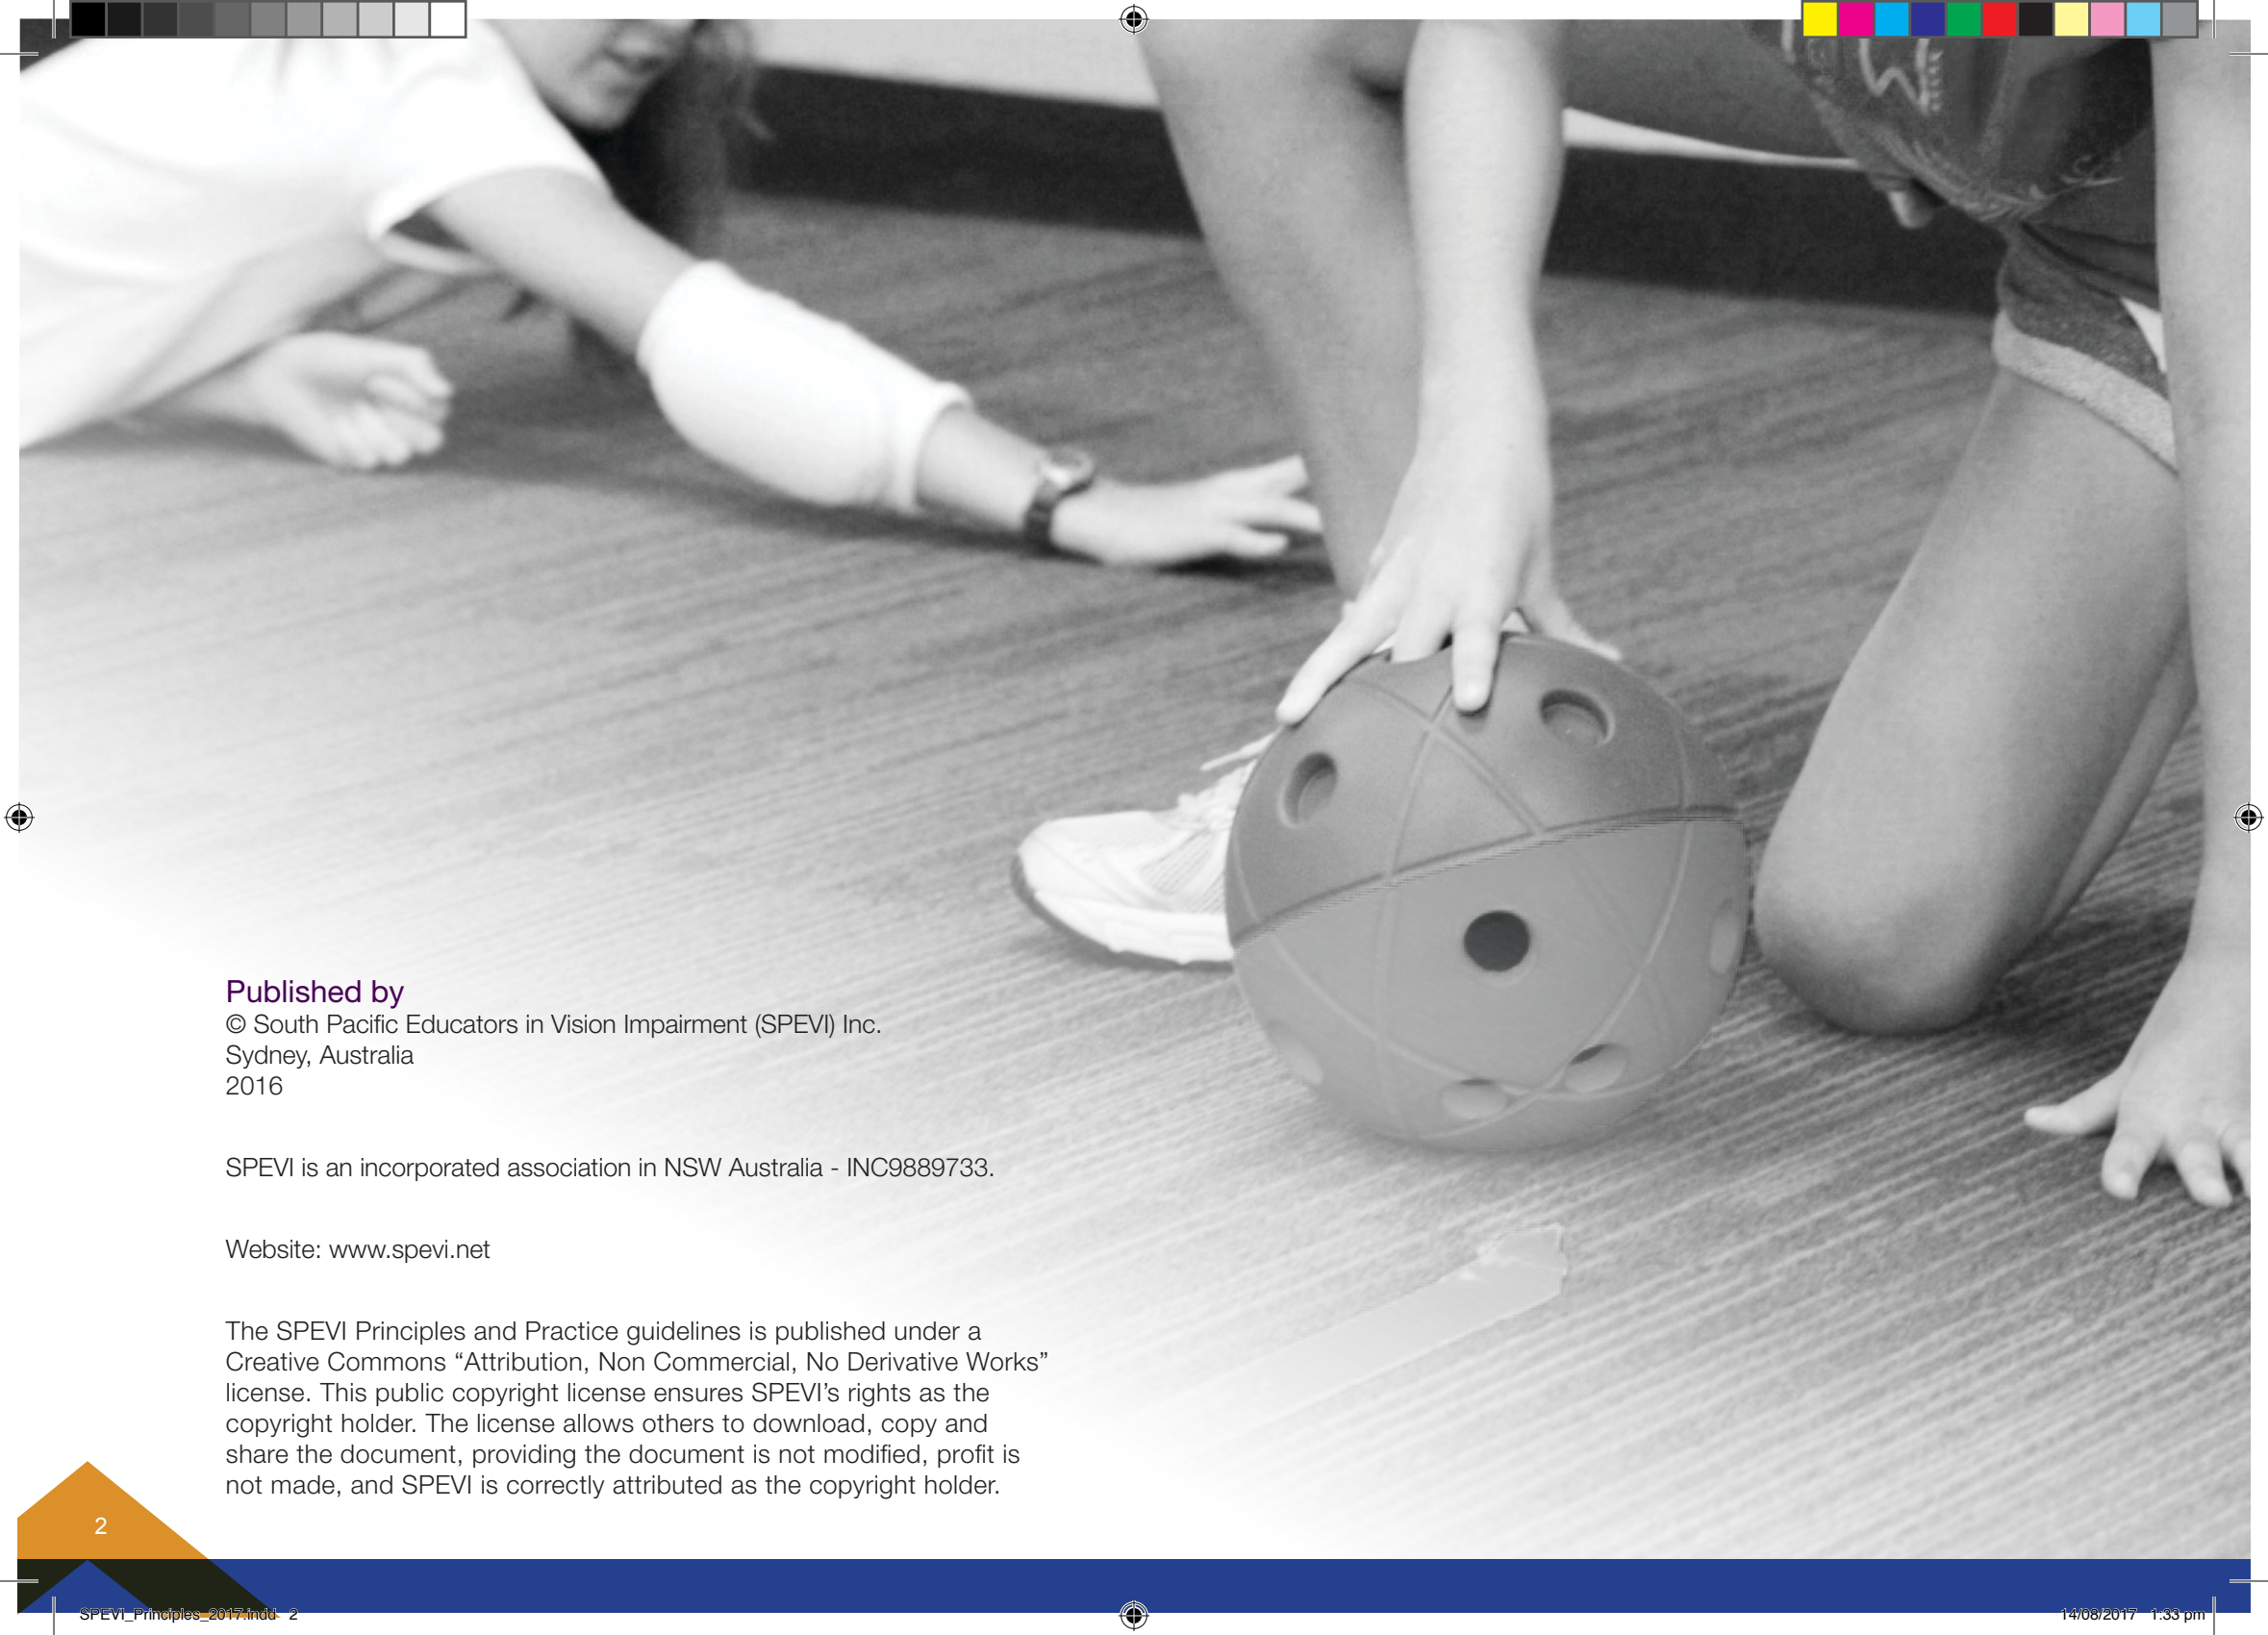 Published by
© South Pacific Educators in Vision Impairment (SPEVI) Inc.
Sydney, Australia
2016
SPEVI is an incorporated association in NSW Australia - INC9889733.
Website: www.spevi.net
The SPEVI Principles and Practice guidelines is published under a
Creative Commons “Attribution, Non Commercial, No Derivative Works”
license. This public copyright license ensures SPEVI’s rights as the
copyright holder. The license allows others to download, copy and
share the document, providing the document is not modified, profit is
not made, and SPEVI is correctly attributed as the copyright holder.
2
SPEVI_Principles_2017.indd 2
14/08/2017 1:33 pm